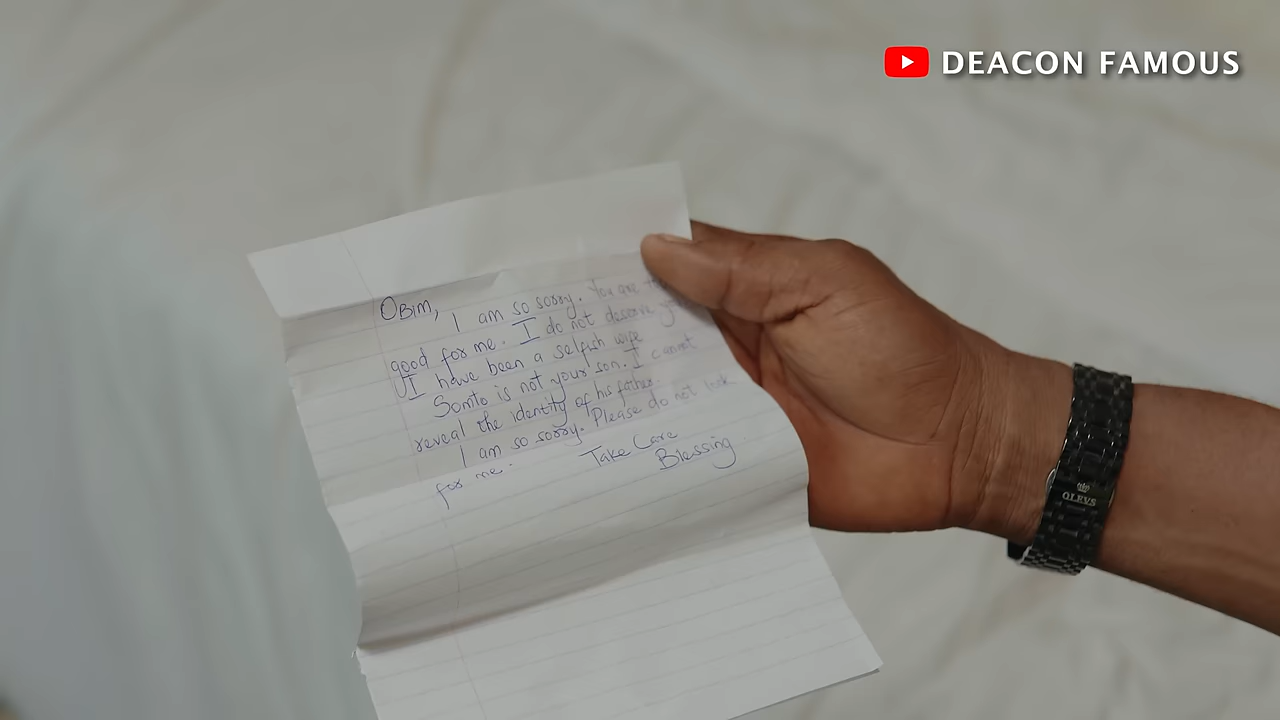 DEACON FAMOUS
OBIM,
I am so sorry. You are too
good for me. I do not deserve
I have been a selfish wife
Somto is not your son. I cannot
reveal the identity of his father.
I am so sorry. Please do not look
for me.
Take Care
Blessing
OLEVS